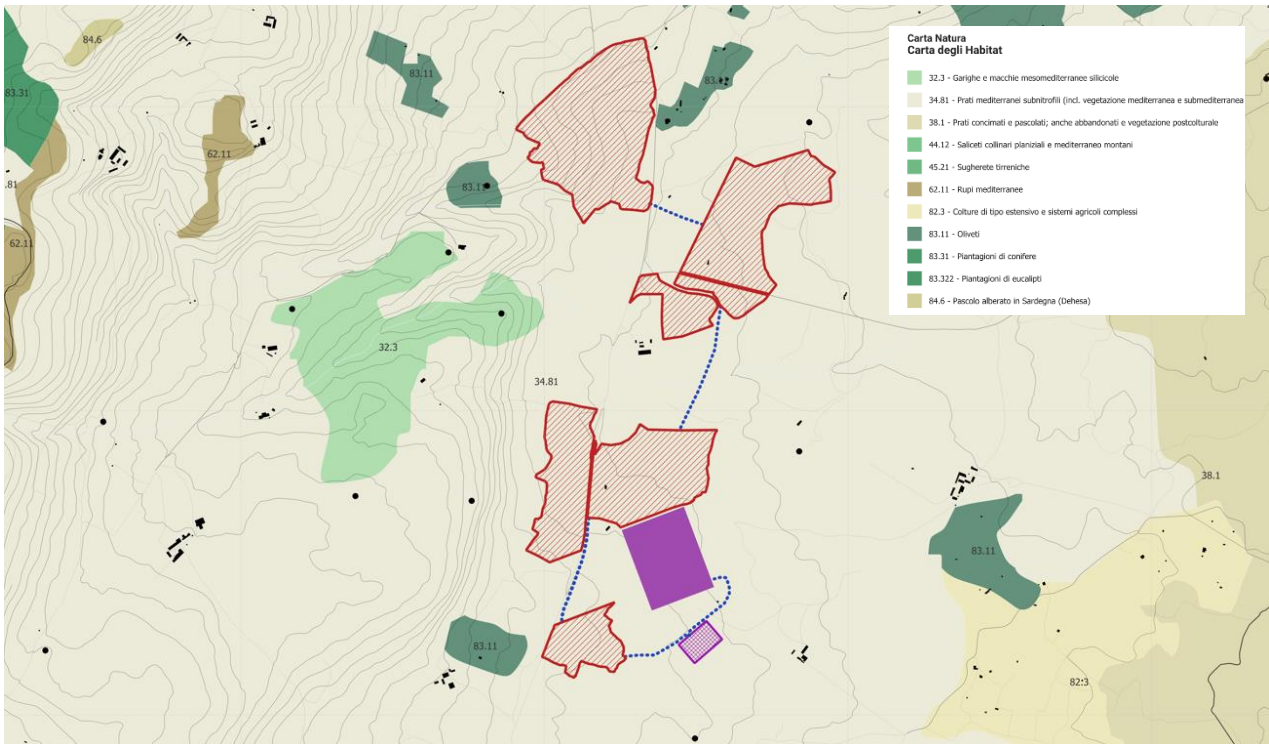 84.6
83.31
.81
62.11
62.11
83.11
83.11
32.3
34.81
83.11
83.11
38.1
82.3
Carta Natura
Carta degli Habitat
32.3 - Garighe e macchie mesomediterranee silicicole
34.81 - Prati mediterranei subnitrofili (incl. vegetazione mediterranea e submediterranea
38.1 - Prati concimati e pascolati; anche abbandonati e vegetazione postcolturale
44.12 - Saliceti collinari planiziali e mediterraneo montani
45.21 - Sugherete tirreniche
62.11 - Rupi mediterranee
82.3 - Colture di tipo estensivo e sistemi agricoli complessi
83.11 - Oliveti
83.31 - Piantagioni di conifere
83.322 - Piantagioni di eucalipti
84.6 - Pascolo alberato in Sardegna (Dehesa)